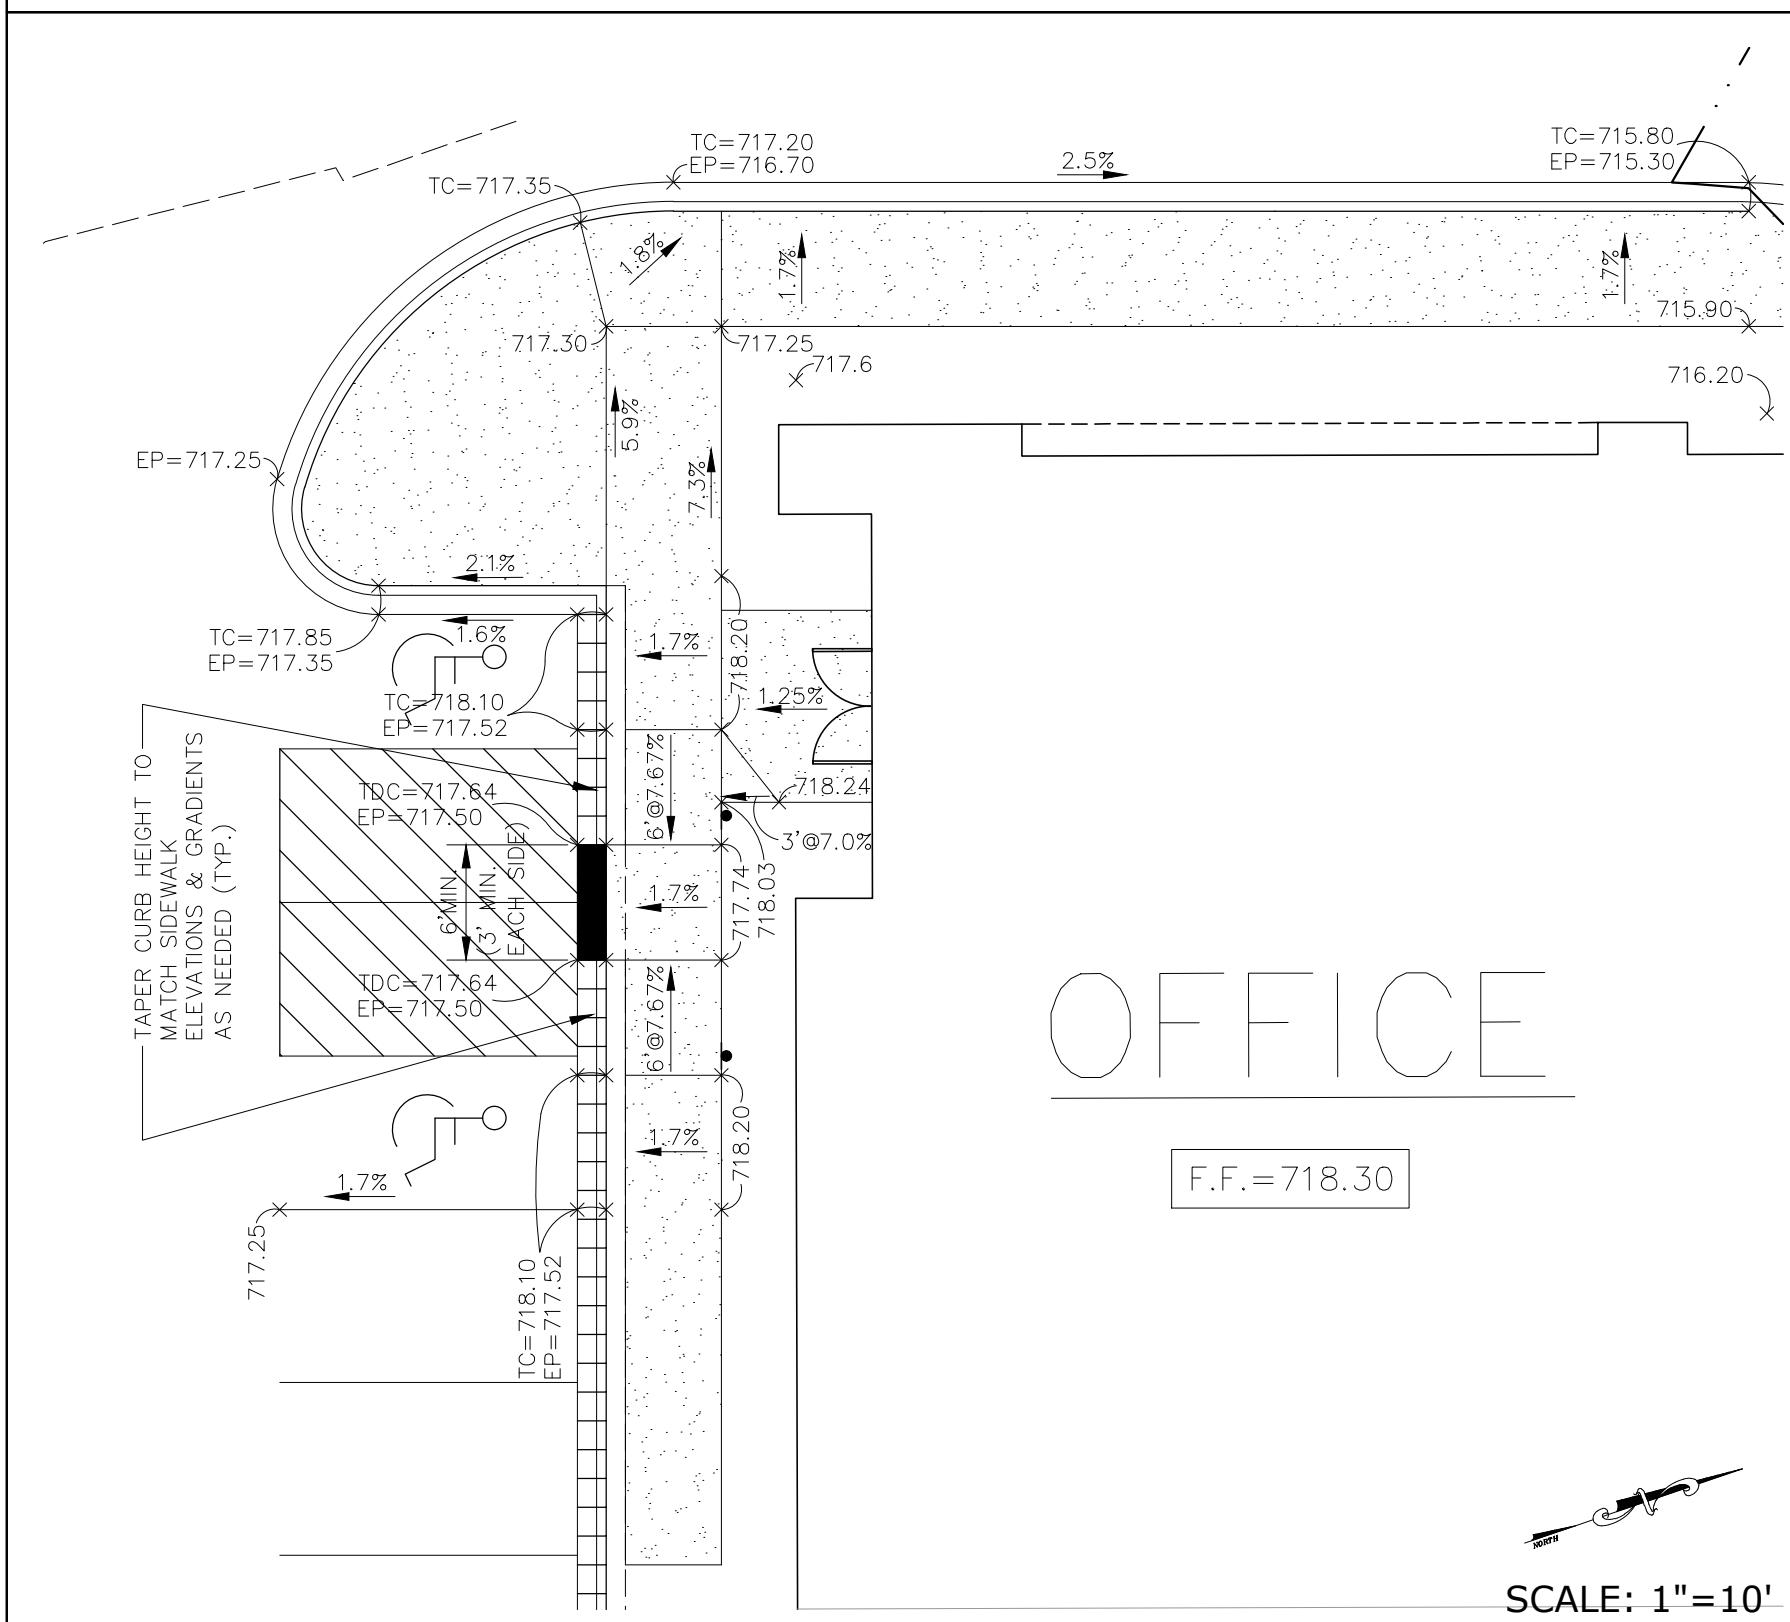 TC=717.20
EP=716.70
2.5%
TC=715.80
EP=715.30
TC=717.35
1.8%
1.7%
1.7%
715.90
717.30
717.25
717.6
716.20
5.9%
EP=717.25
7.3%
2.1%
TC=717.85
EP=717.35
1.6%
1.7%
718.20
1.25%
TC=718.10
EP=717.52
TAPER CURB HEIGHT TO
MATCH SIDEWALK
ELEVATIONS & GRADIENTS
AS NEEDED (TYP.)
6'@7.67%
TDC=717.64
EP=717.50
718.24
3'@7.0%
6'MIN.
(3' MIN.
EACH SIDE)
1.7%
717.74
718.03
TDC=717.64
EP=717.50
6'@7.67%
OFFICE
F.F.=718.30
1.7%
718.20
1.7%
717.25
TC=718.10
EP=717.52
N
NORTH
SCALE: 1"=10'